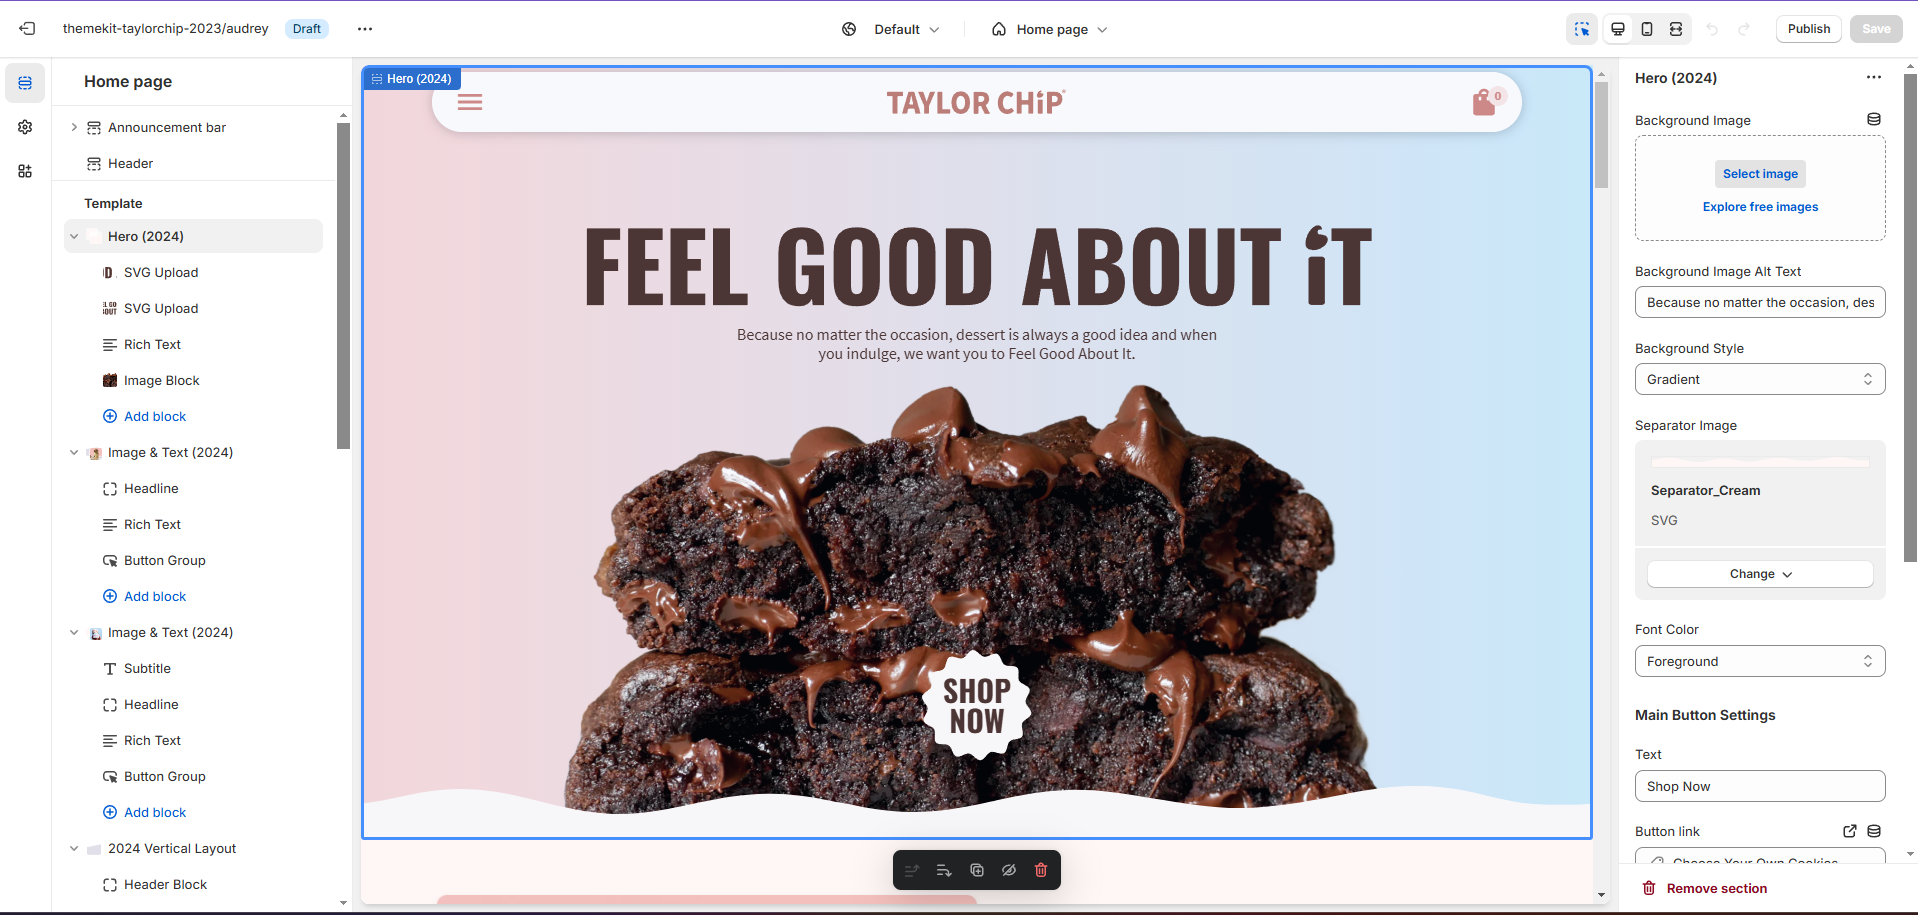 themekit-taylorchip-2023/audrey
Draft
Default
Home page
Publish
Save
Home page
Announcement bar
Header
Template
Hero (2024)
SVG Upload
SVG Upload
Rich Text
Image Block
Add block
Image & Text (2024)
Headline
Rich Text
Button Group
Add block
Image & Text (2024)
Subtitle
Headline
Rich Text
Button Group
Add block
2024 Vertical Layout
Header Block
Hero (2024)
TAYLOR CHiP
0
FEEL GOOD ABOUT iT
Because no matter the occasion, dessert is always a good idea and when
you indulge, we want you to Feel Good About It.
SHOP
NOW
Hero (2024)
Background Image
Select image
Explore free images
Background Image Alt Text
Because no matter the occasion, des
Background Style
Gradient
Separator Image
Separator_Cream
SVG
Change
Font Color
Foreground
Main Button Settings
Text
Shop Now
Button link
Choose Your Own Cookies
Remove section